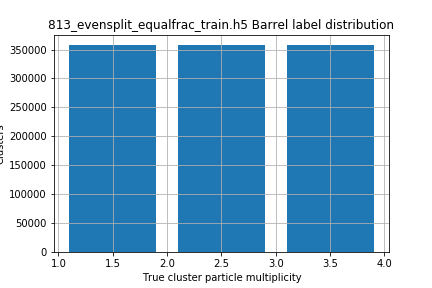 813_evensplit_equalfrac_train.h5 Barrel label distribution
350000
300000
250000
200000
150000
100000
50000
0
1.0 1.5 2.0 2.5 3.0 3.5 4.0
True cluster particle multiplicity